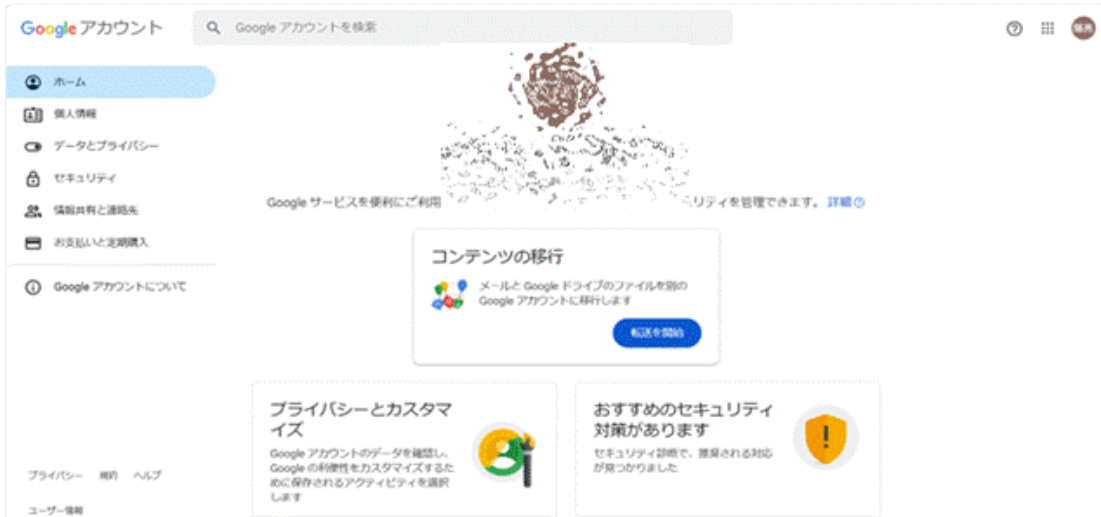 Google アカウント
Google アカウントを検索
ホーム
個人情報
データとプライバシー
セキュリティ
情報共有と連絡先
お支払いと定期購入
Google アカウントについて
Google サービスを便利にご利用
リティを管理できます。 詳細
コンテンツの移行
メールと Google ドライブのファイルを別の
Google アカウントに移行します
転送を開始
プライバシーとカスタマ
イズ
Google アカウントのデータを確認し、
Google の利便性をカスタマイズするた
めに保存されるアクティビティを選択
します
おすすめのセキュリティ
対策があります
セキュリティ診断で、推奨される対応
が見つかりました
プライバシー 規約 ヘルプ
ユーザー情報